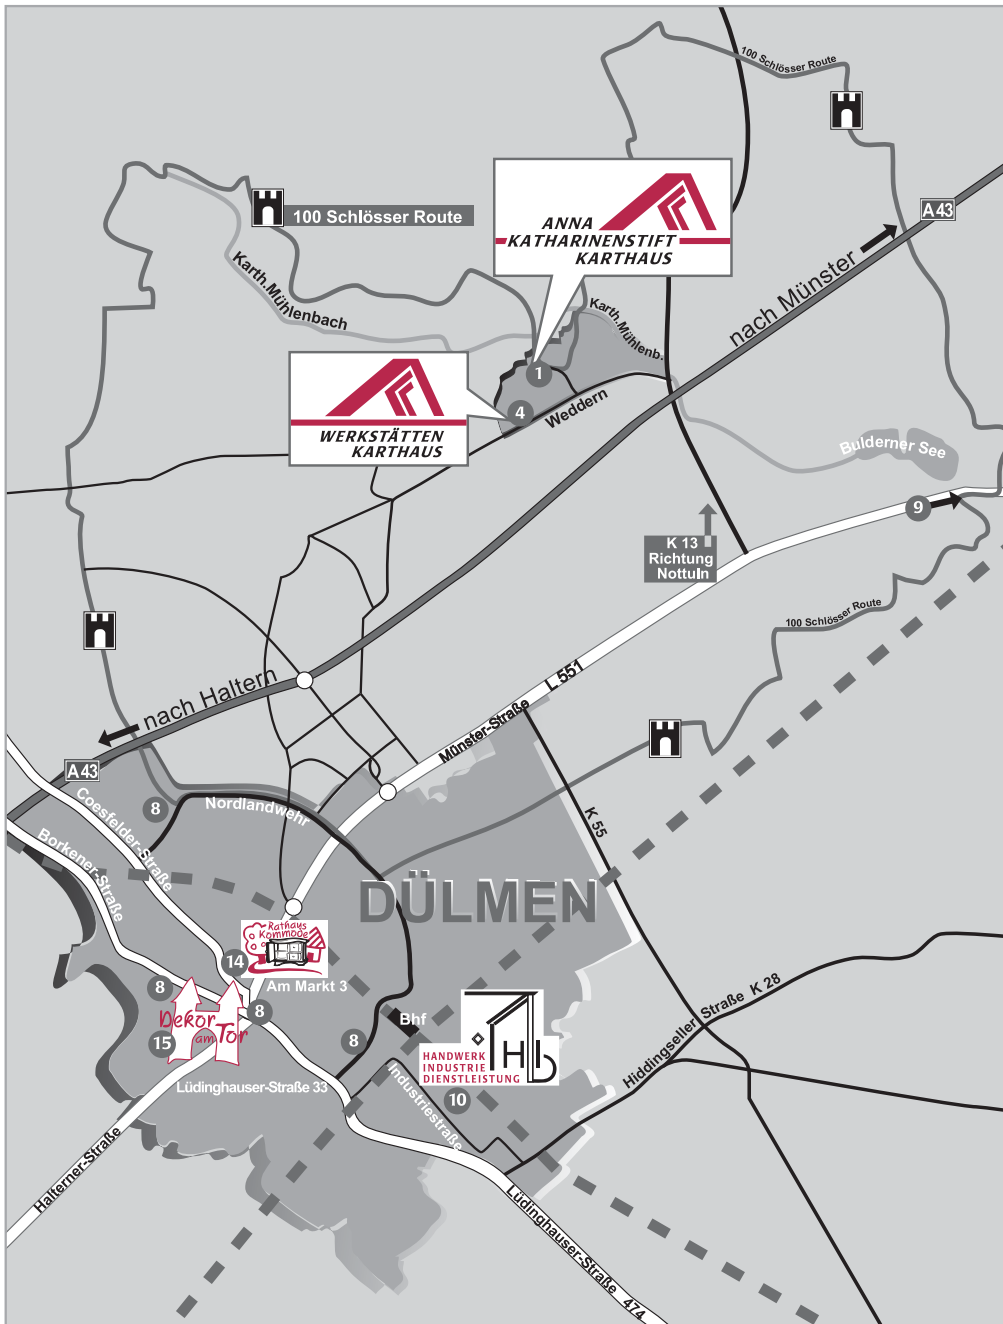 100 Schlösser Route
A43
100 Schlösser Route
ANNA
KATHARINENSTIFT
KARTHAUS
Karth.Mühlenbach
nach Münster
Karth.Mühlenb.
1
WERKSTÄTTEN
KARTHAUS
4
Weddern
Bulderner See
9
K 13
Richtung
Nottuln
100 Schlösser Route
nach Haltern
L 551
Münster-Straße
A43
8
Nordlandwehr
Coesfelder-Straße
Borkener-Straße
K 55
DÜLMEN
Rathaus
Kommode
14
Am Markt 3
8
8
Dekor
am Tor
15
Bhf
8
HANDWERK
INDUSTRIE
DIENSTLEISTUNG
HID
10
Hiddingseller Straße K 28
Lüdinghauser-Straße 33
Industriestraße
Halterner-Straße
Lüdinghauser-Straße 474